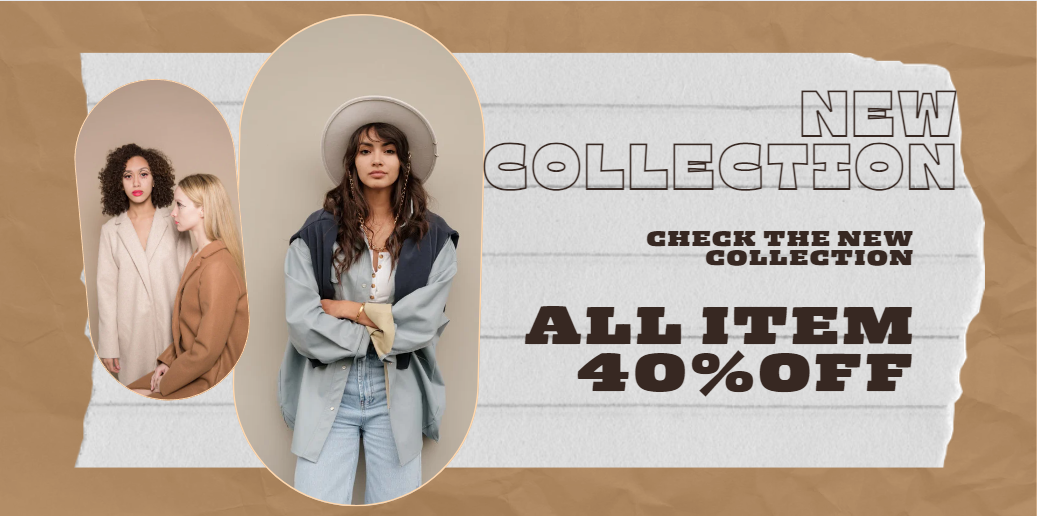 NEW
COLLECTION
CHECK THE NEW
COLLECTION
ALL ITEM
40%OFF